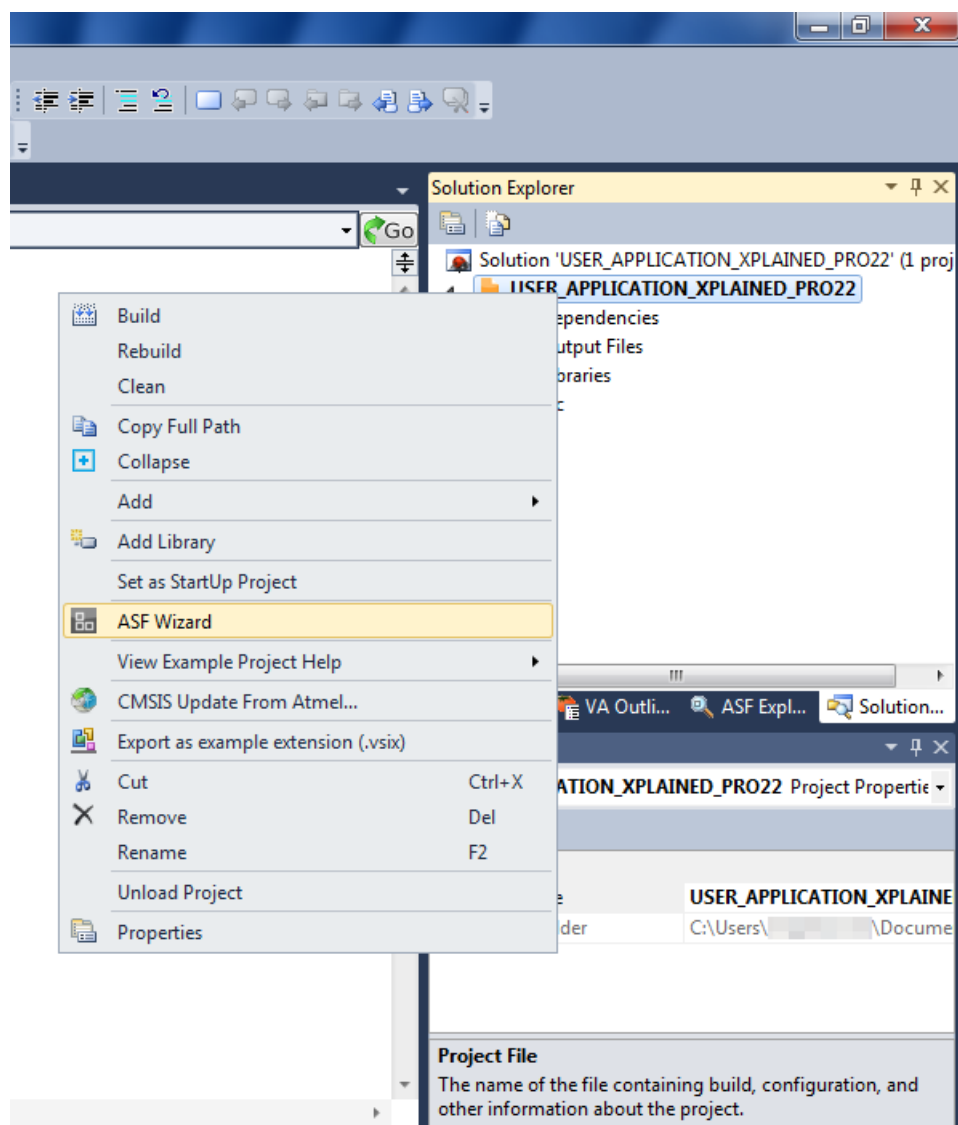 Go
Solution Explorer
Solution 'USER_APPLICATION_XPLAINED_PRO22' (1 proj
USER_APPLICATION_XPLAINED_PRO22
ependencies
utput Files
braries
c
Build
Rebuild
Clean
Copy Full Path
Collapse
Add
Add Library
Set as StartUp Project
ASF Wizard
View Example Project Help
CMSIS Update From Atmel...
Export as example extension (.vsix)
Cut Ctrl+X
Remove Del
Rename F2
Unload Project
Properties
VA Outli... ASF Expl... Solution...
ATION_XPLAINED_PRO22 Project Propertie
e USER_APPLICATION_XPLAINE
der C:\Users\ \Docume
Project File
The name of the file containing build, configuration, and
other information about the project.